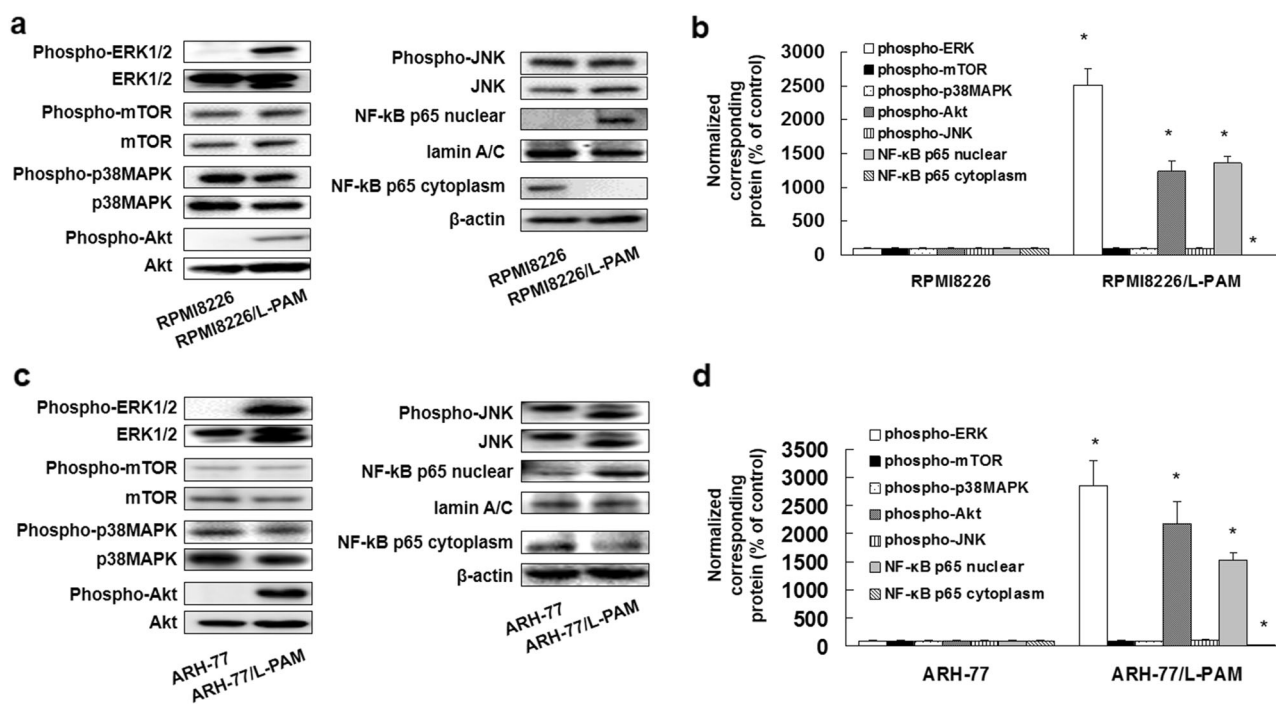 a
Phospho-ERK1/2
ERK1/2
Phospho-mTOR
mTOR
Phospho-p38MAPK
p38MAPK
Phospho-Akt
Akt
RPMI8226
RPMI8226/L-PAM
Phospho-JNK
JNK
NF-kB p65 nuclear
lamin A/C
NF-kB p65 cytoplasm
β-actin
RPMI8226
RPMI8226/L-PAM
b
Normalized
corresponding
protein (% of control)
3000
2500
2000
1500
1000
500
0
phospho-ERK
phospho-mTOR
phospho-p38MAPK
phospho-Akt
phospho-JNK
NF-κB p65 nuclear
NF-κB p65 cytoplasm
*
*
*
*
RPMI8226
RPMI8226/L-PAM
c
Phospho-ERK1/2
ERK1/2
Phospho-mTOR
mTOR
Phospho-p38MAPK
p38MAPK
Phospho-Akt
Akt
ARH-77
ARH-77/L-PAM
Phospho-JNK
JNK
NF-kB p65 nuclear
lamin A/C
NF-kB p65 cytoplasm
β-actin
ARH-77
ARH-77/L-PAM
d
Normalized
corresponding
protein (% of control)
3500
3000
2500
2000
1500
1000
500
0
phospho-ERK
phospho-mTOR
phospho-p38MAPK
phospho-Akt
phospho-JNK
NF-κB p65 nuclear
NF-κB p65 cytoplasm
*
*
*
*
ARH-77
ARH-77/L-PAM